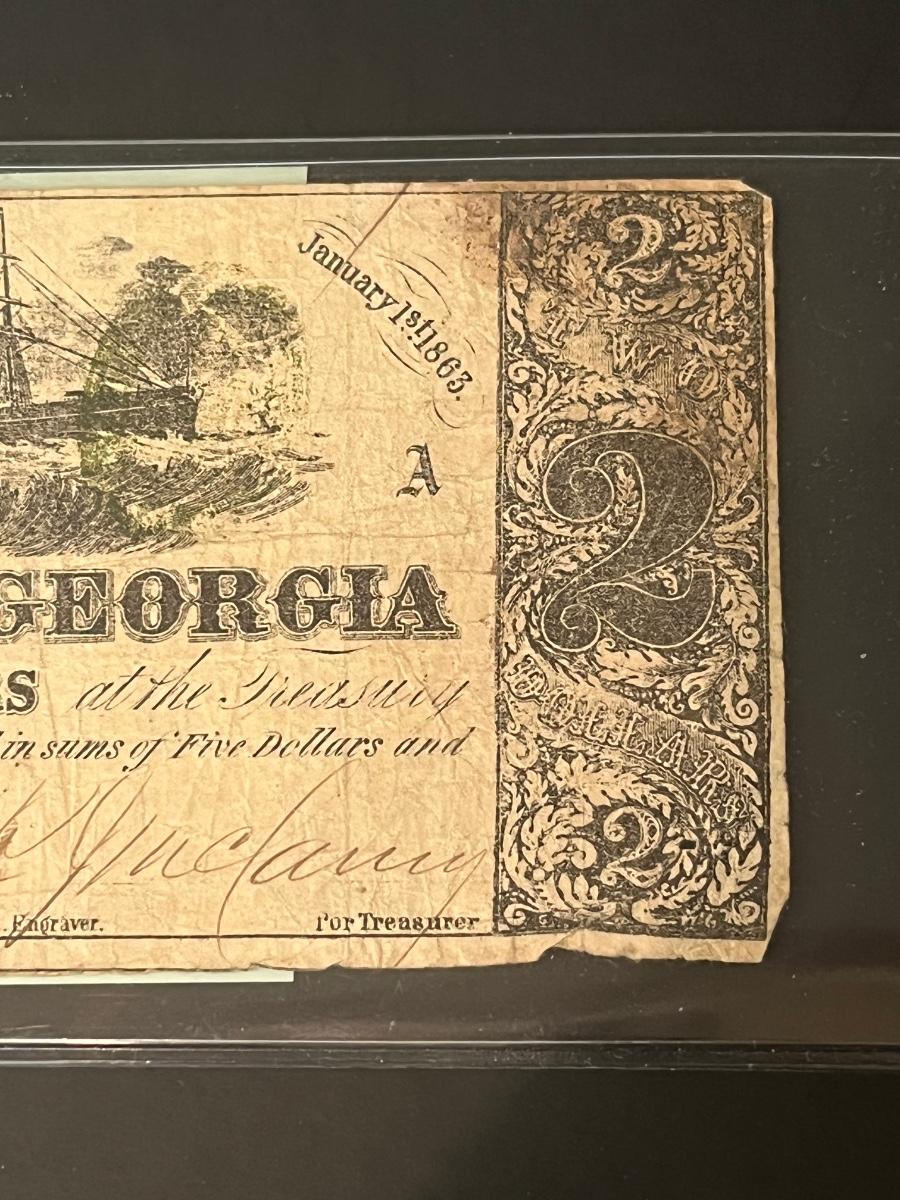 January 1st. 1863.
2
TWO
A
2
GEORGIA
at the Treasury
in sums of Five Dollars and
DOLLARS
2
Engraver.
For Treasurer